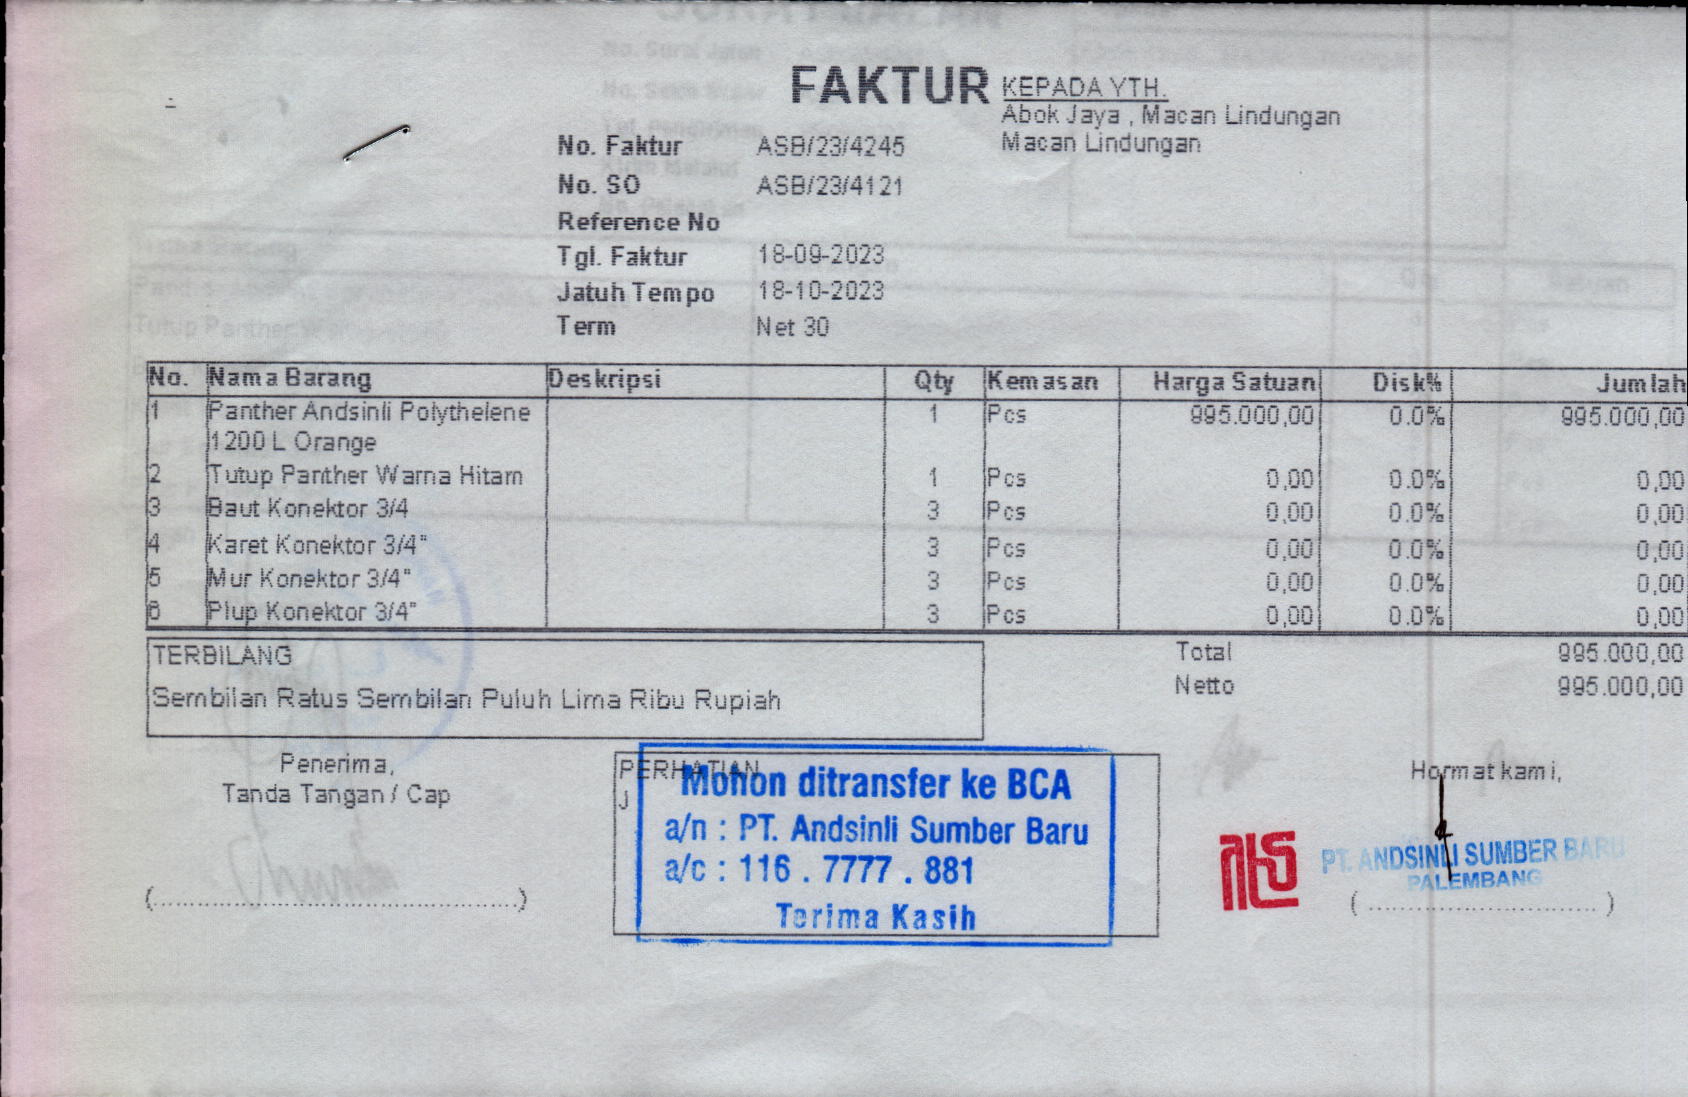 FAKTUR
KEPADA YTH.
Abok Jaya , Macan Lindungan
Macan Lindungan
No. Faktur ASB/23/4245
No. SO ASB/23/4121
Reference No
Tgl. Faktur 18-09-2023
Jatuh Tempo 18-10-2023
Term Net 30
No. Nama Barang Deskripsi Qty Kemasan Harga Satuan Disk% Jumlah
1 Panther Andsinli Polythelene 1 Pcs 995.000,00 0.0% 995.000,00
1200 L Orange
2 Tutup Panther Warna Hitam 1 Pcs 0,00 0.0% 0,00
3 Baut Konektor 3/4 3 Pcs 0,00 0.0% 0,00
4 Karet Konektor 3/4" 3 Pcs 0,00 0.0% 0,00
5 Mur Konektor 3/4" 3 Pcs 0,00 0.0% 0,00
6 Plup Konektor 3/4" 3 Pcs 0,00 0.0% 0,00
TERBILANG
Sembilan Ratus Sembilan Puluh Lima Ribu Rupiah
Total 995.000,00
Netto 995.000,00
Penerima,
Tanda Tangan / Cap
(..................................................)
PERHATIAN
J
Mohon ditransfer ke BCA
a/n : PT. Andsinli Sumber Baru
a/c : 116 . 7777 . 881
Terima Kasih
Hormat kami,
PT. ANDSINLI SUMBER BARU
PALEMBANG
( ................................ )